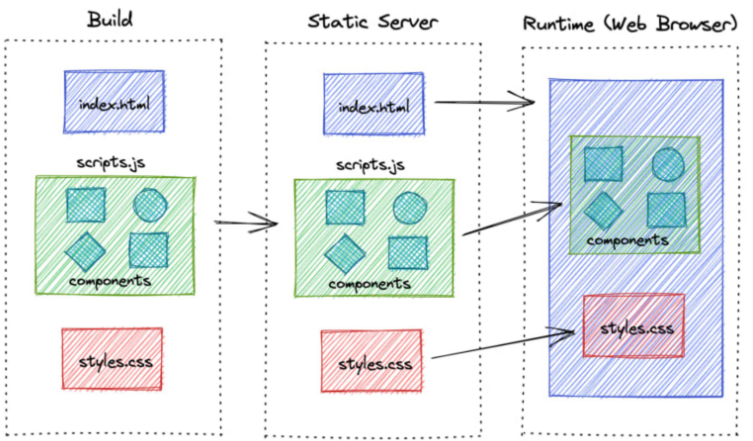 Build
index.html
scripts.js
components
styles.css
Static Server
index.html
scripts.js
components
styles.css
Runtime (Web Browser)
components
styles.css